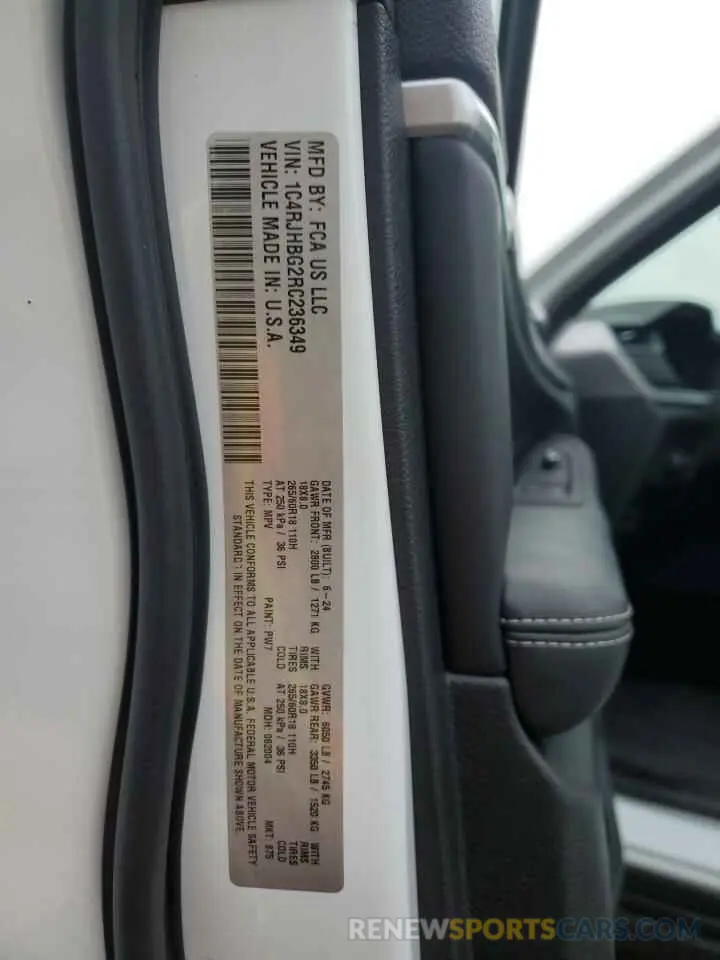 MFD BY: FCA US LLC
VIN: 1C4RJHBG2RC236349
VEHICLE MADE IN: U.S.A.
DATE OF MFR (BUILT): 6-24 GVWR: 6050 LB / 2745 KG
GAWR FRONT: 2800 LB / 1271 KG WITH GAWR REAR: 3350 LB / 1520 KG WITH
18X8.0 RIMS 18X8.0 RIMS
265/60R18 110H TIRES 265/60R18 110H TIRES
AT 250 kPa / 36 PSI COLD AT 250 kPa / 36 PSI COLD
TYPE: MPV PAINT: PW7 MDH: 062004 MKT: 875
THIS VEHICLE CONFORMS TO ALL APPLICABLE U.S.A. FEDERAL MOTOR VEHICLE SAFETY
IN EFFECT ON THE DATE OF MANUFACTURE SHOWN ABOVE.
RENEWSPORTSCARS.COM